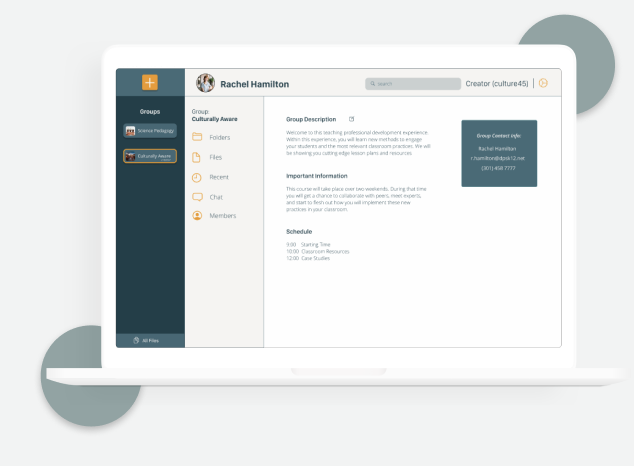 Rachel Hamilton
Search
Creator (culture45)
Groups
Science Pedagogy
Culturally Aware
All Files
Group:
Culturally Aware
Folders
Files
Recent
Chat
Members
Group Description
Welcome to this teaching professional development experience.
Within this experience, you will learn new methods to engage
your students and the most relevant classroom practices. We will
be showing you cutting-edge lesson plans and resources.
Important Information
This course will take place over two weekends. During that time
you will get a chance to collaborate with peers, meet experts,
and start to flesh out how you will implement these new
practices in your classroom.
Schedule
9:00 Starting Time
10:00 Classroom Resources
12:00 Case Studies
Group Contact Info:
Rachel Hamilton
(301) 458 7777